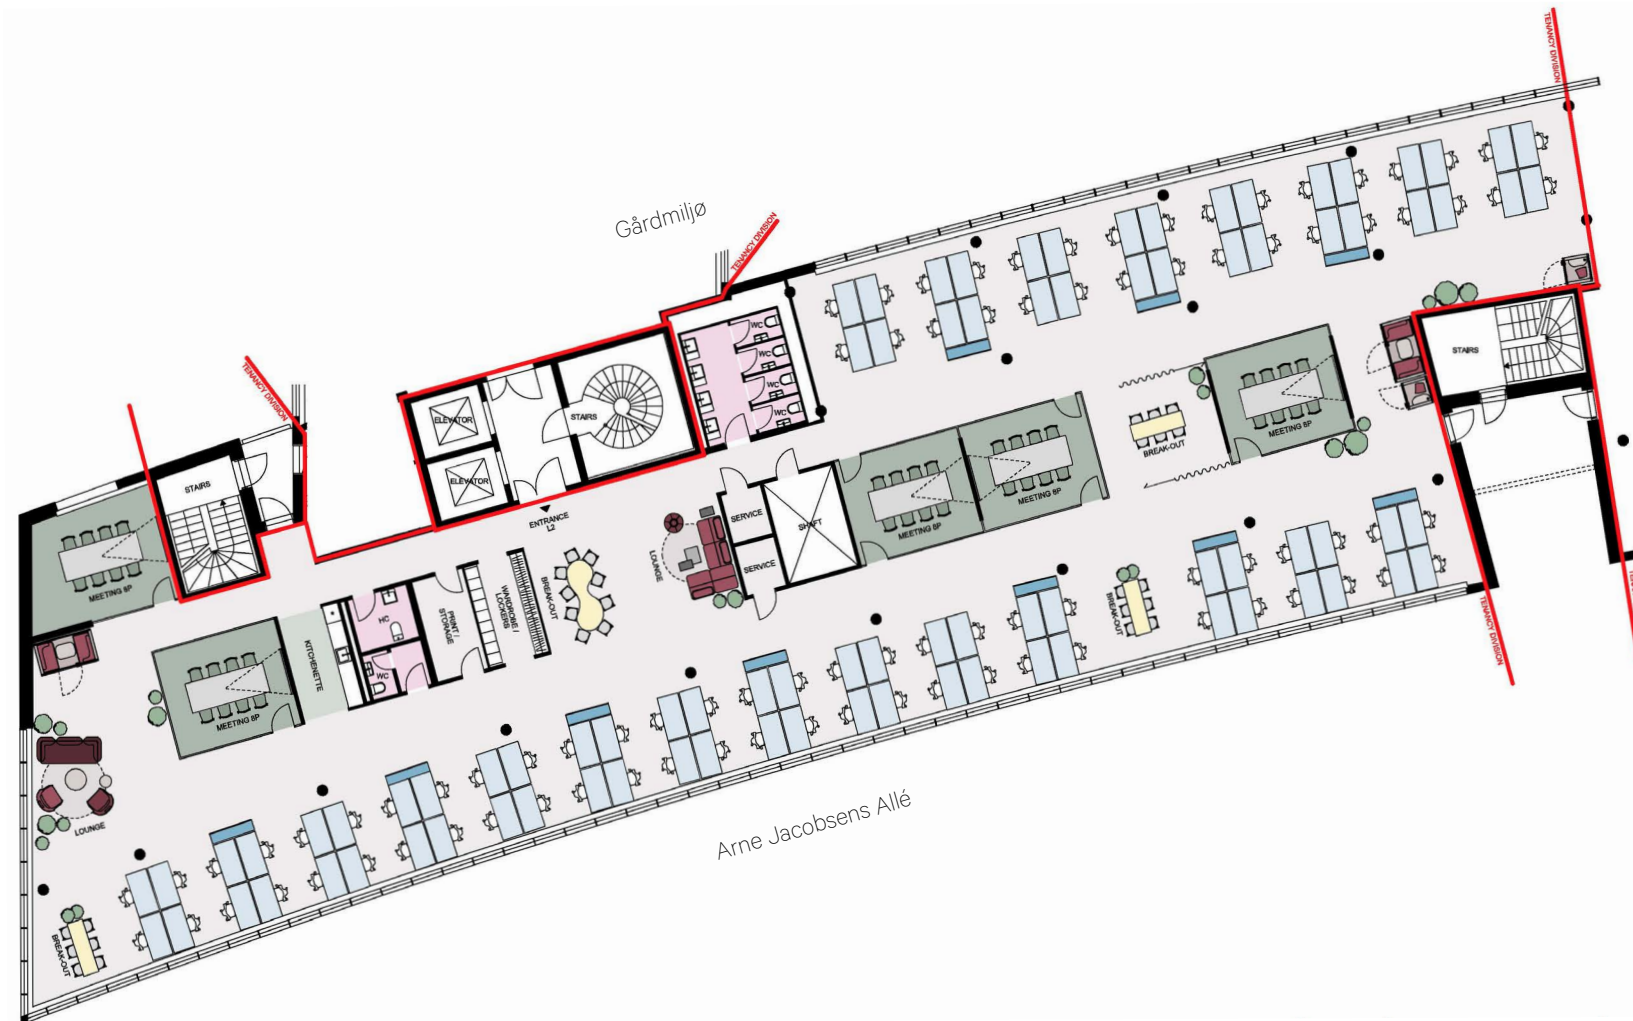 TENANCY DIVISION
Gårdmiljø
TENANCY DIVISION
TENANCY DIVISION
WC
WC
WC
WC
STAIRS
ELEVATOR
STAIRS
ELEVATOR
STAIRS
MEETING 8P
BREAK-OUT
ENTRANCE
L2
SERVICE
SHAFT
MEETING 8P
MEETING 8P
LOUNGE
SERVICE
MEETING 8P
BREAK-OUT
WARDROBE /
LOCKERS
PRINT /
STORAGE
HC
WC
KITCHENETTE
MEETING 8P
BREAK-OUT
TENANCY DIVISION
LOUNGE
Arne Jacobsens Allé
BREAK-OUT